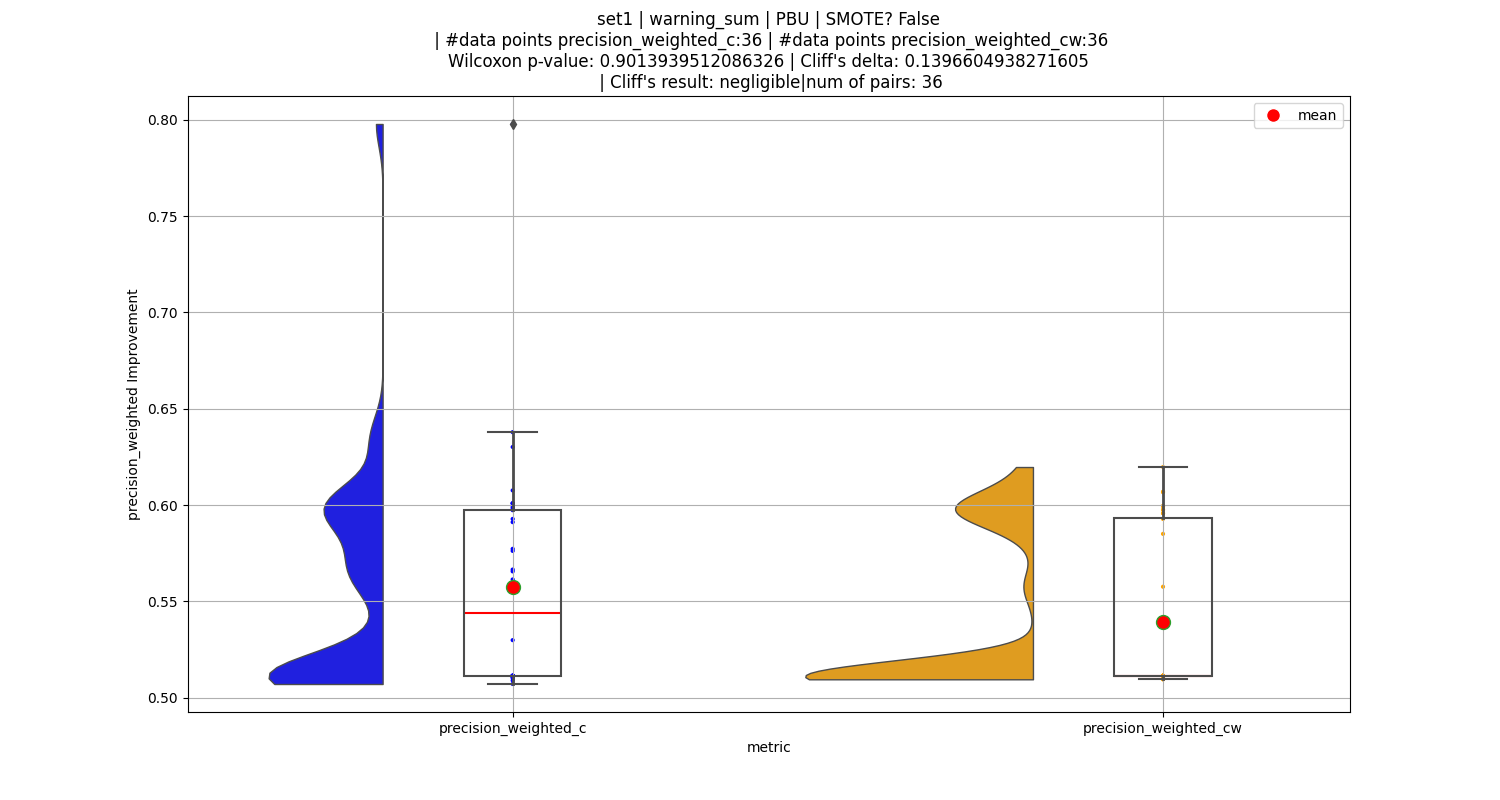 set1 | warning_sum | PBU | SMOTE? False
| #data points precision_weighted_c:36 | #data points precision_weighted_cw:36
Wilcoxon p-value: 0.9013939512086326 | Cliff's delta: 0.1396604938271605
| Cliff's result: negligible|num of pairs: 36
mean
0.80
0.75
0.70
0.65
0.60
0.55
0.50
precision_weighted Improvement
precision_weighted_c
precision_weighted_cw
metric